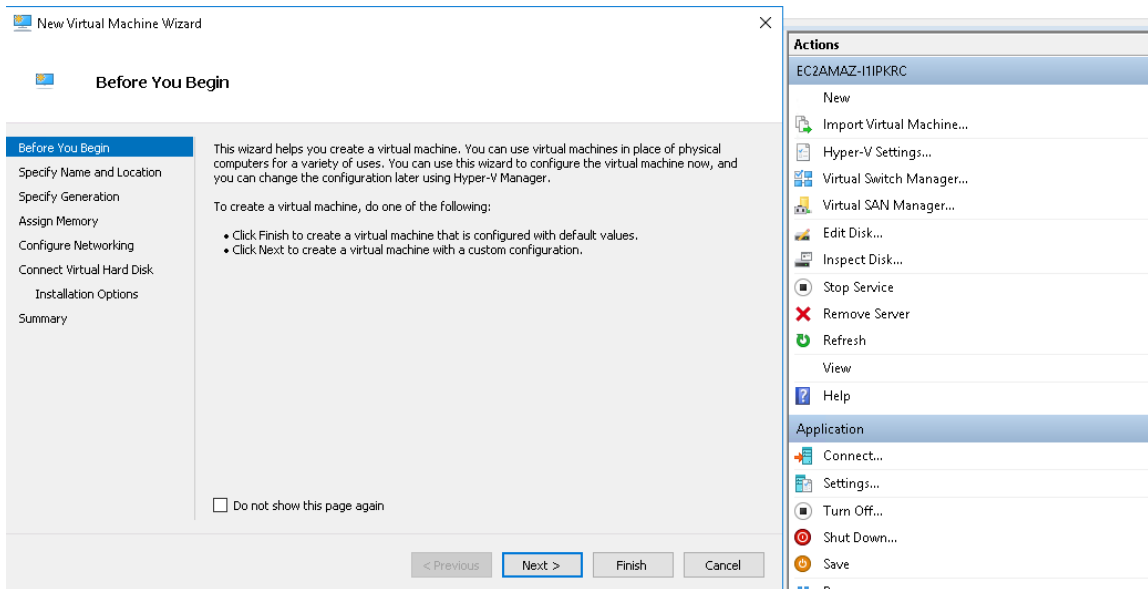 New Virtual Machine Wizard
Before You Begin
Before You Begin
Specify Name and Location
Specify Generation
Assign Memory
Configure Networking
Connect Virtual Hard Disk
Installation Options
Summary
This wizard helps you create a virtual machine. You can use virtual machines in place of physical
computers for a variety of uses. You can use this wizard to configure the virtual machine now, and
you can change the configuration later using Hyper-V Manager.
To create a virtual machine, do one of the following:
• Click Finish to create a virtual machine that is configured with default values.
• Click Next to create a virtual machine with a custom configuration.
Do not show this page again
< Previous
Next >
Finish
Cancel
Actions
EC2AMAZ-I1IPKRC
New
Import Virtual Machine...
Hyper-V Settings...
Virtual Switch Manager...
Virtual SAN Manager...
Edit Disk...
Inspect Disk...
Stop Service
Remove Server
Refresh
View
Help
Application
Connect...
Settings...
Turn Off...
Shut Down...
Save